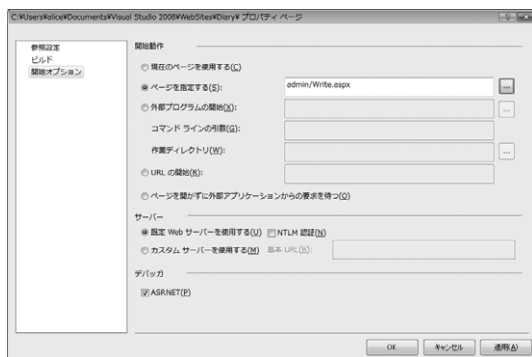 C:¥Users¥alice¥Documents¥Visual Studio 2008¥WebSites¥Diary¥ プロパティ ページ
参照設定
ビルド
開始オプション
開始動作
現在のページを使用する(C)
ページを指定する(S):
admin/Write.aspx
...
外部プログラムの開始(X):
...
コマンド ラインの引数(G):
作業ディレクトリ(W):
...
URL の開始(R):
ページを開かずに外部アプリケーションからの要求を待つ(O)
サーバー
既定 Web サーバーを使用する(U) NTLM 認証(N)
カスタム サーバーを使用する(M) 基本 URL(B):
デバッガ
ASP.NET(P)
OK キャンセル 適用(A)